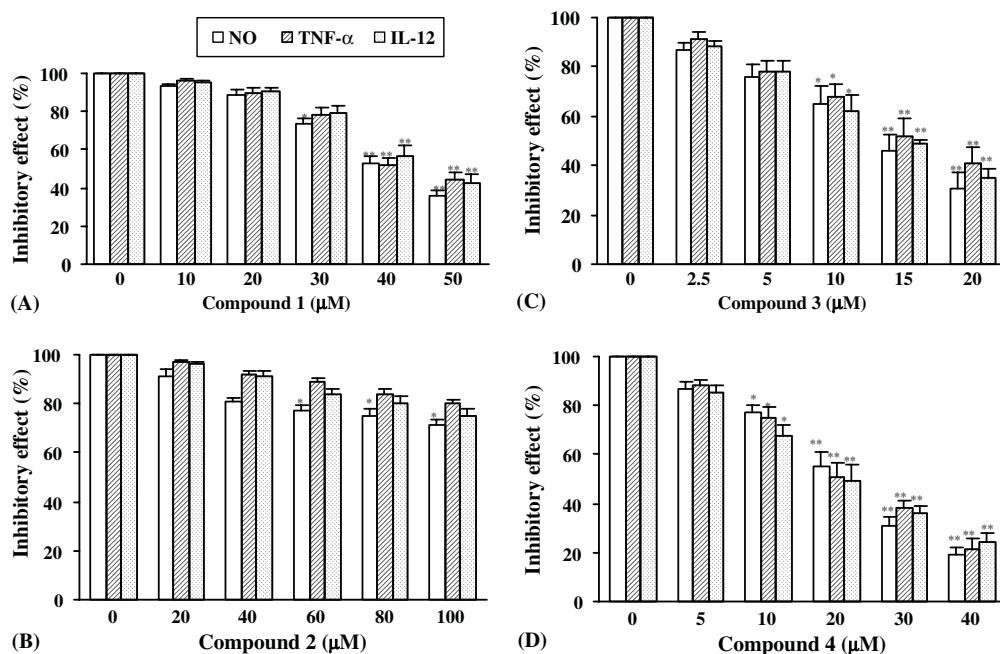 NO TNF-α IL-12
Inhibitory effect (%)
100
80
60
40
20
0
0 10 20 30 40 50
* ** ** ** ** ** **
(A) Compound 1 (μM)
Inhibitory effect (%)
100
80
60
40
20
0
0 20 40 60 80 100
* * *
(B) Compound 2 (μM)
Inhibitory effect (%)
100
80
60
40
20
0
0 2.5 5 10 15 20
* * * ** ** ** ** ** **
(C) Compound 3 (μM)
Inhibitory effect (%)
100
80
60
40
20
0
0 5 10 20 30 40
* * * ** ** ** ** ** ** ** ** **
(D) Compound 4 (μM)